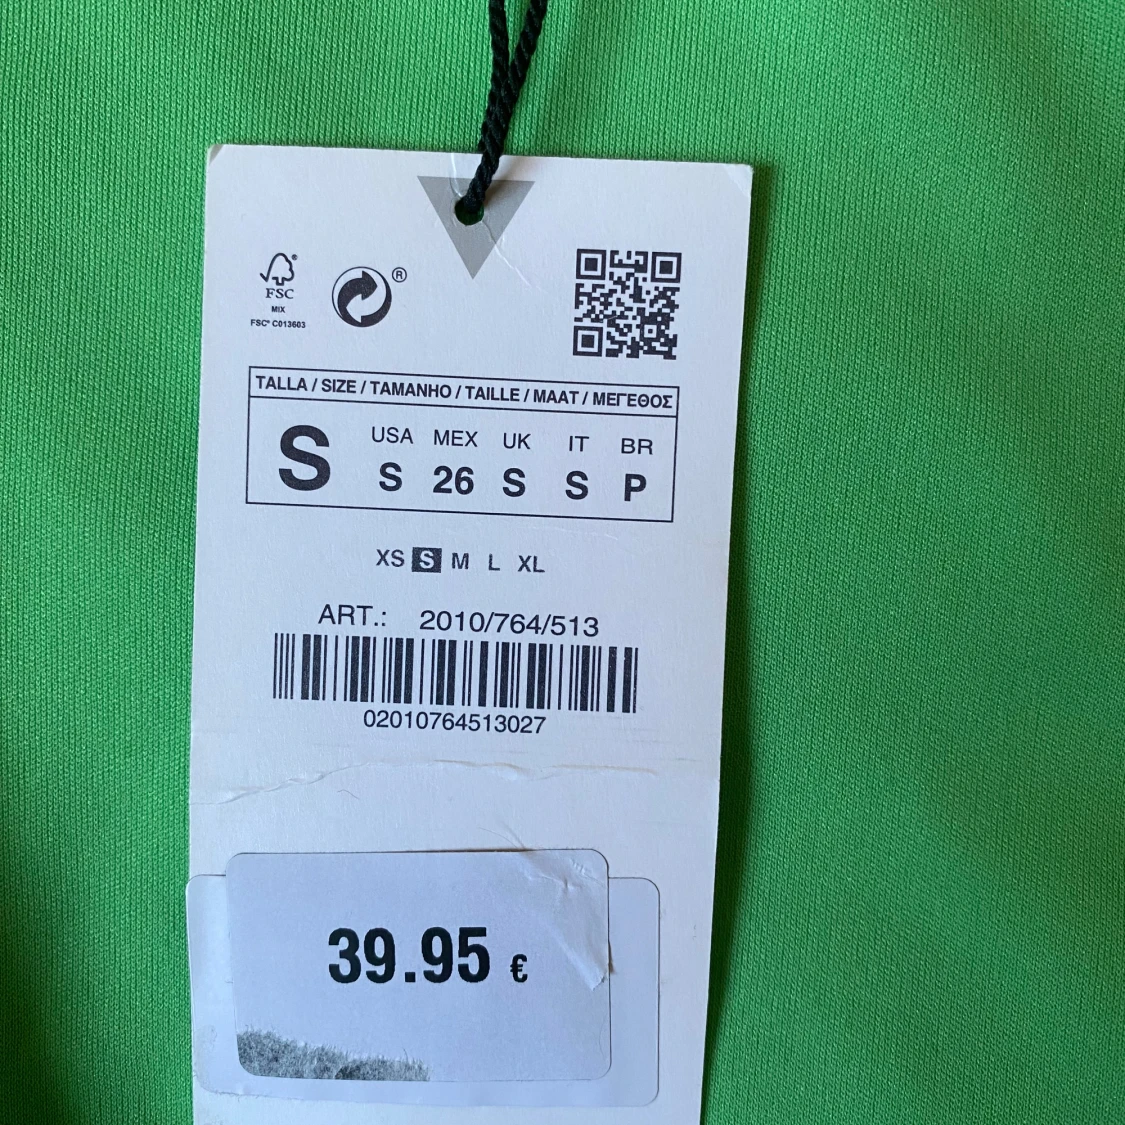 ®
FSC
MIX
FSC® C013603
®
TALLA / SIZE / TAMANHO / TAILLE / MAAT / ΜΕΓΕΘΟΣ
S
USA MEX UK IT BR
S 26 S S P
XS S M L XL
ART.: 2010/764/513
02010764513027
39.95 €